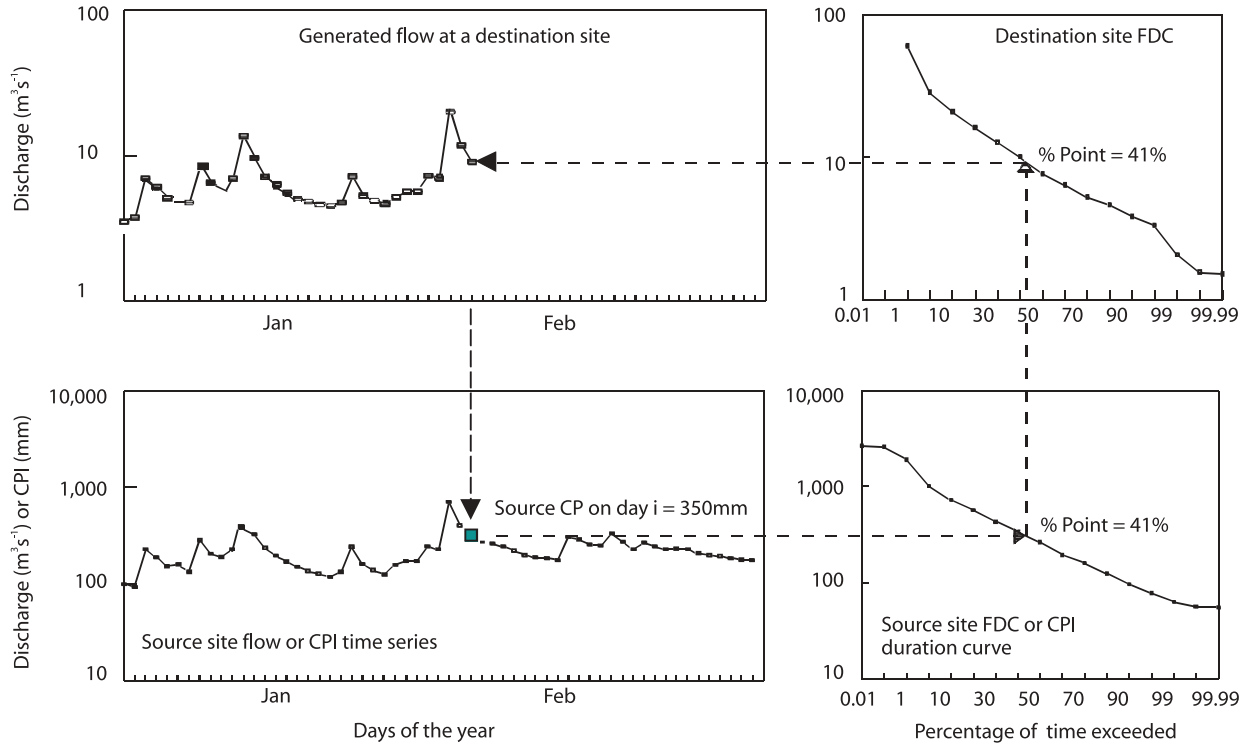 100
10
1
Discharge (m³s⁻¹)
Generated flow at a destination site
Jan
Feb
100
10
1
Destination site FDC
% Point = 41%
0.01 1 10 30 50 70 90 99 99.99
10,000
1,000
100
10
Discharge (m³s⁻¹) or CPI (mm)
Source CP on day i = 350mm
Source site flow or CPI time series
Jan
Feb
Days of the year
10,000
1,000
100
10
% Point = 41%
Source site FDC or CPI
duration curve
0.01 1 10 30 50 70 90 99 99.99
Percentage of time exceeded